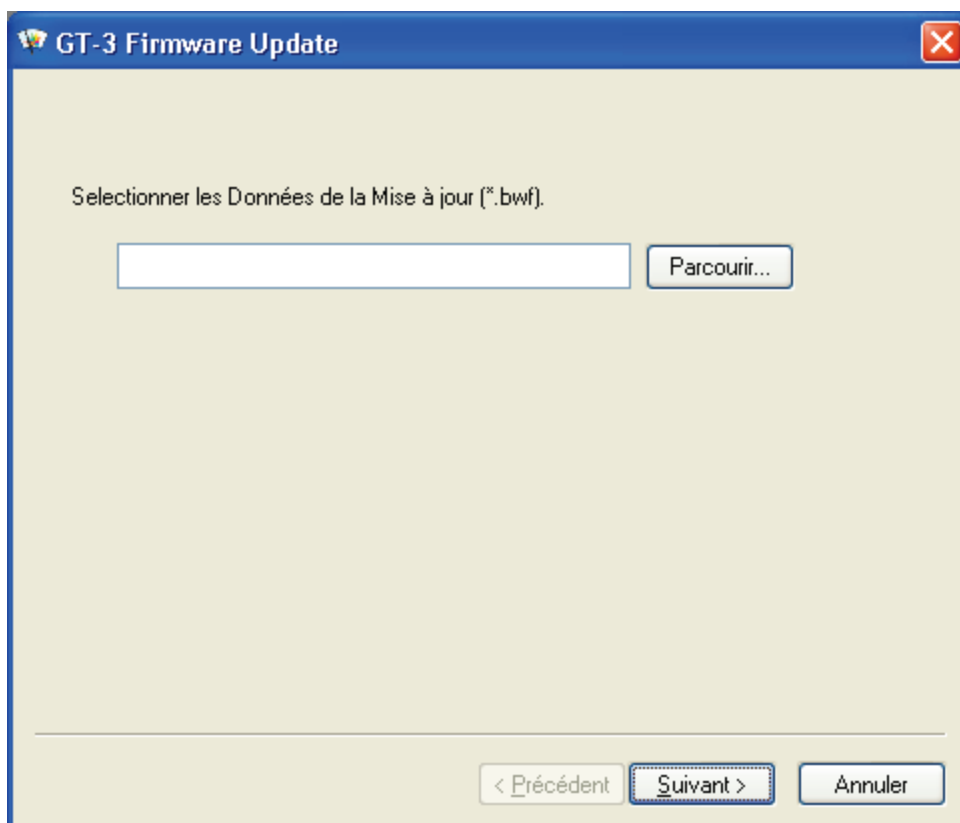 GT-3 Firmware Update
Selectionner les Données de la Mise à jour (*.bwf).
Parcourir...
< Précédent
Suivant >
Annuler